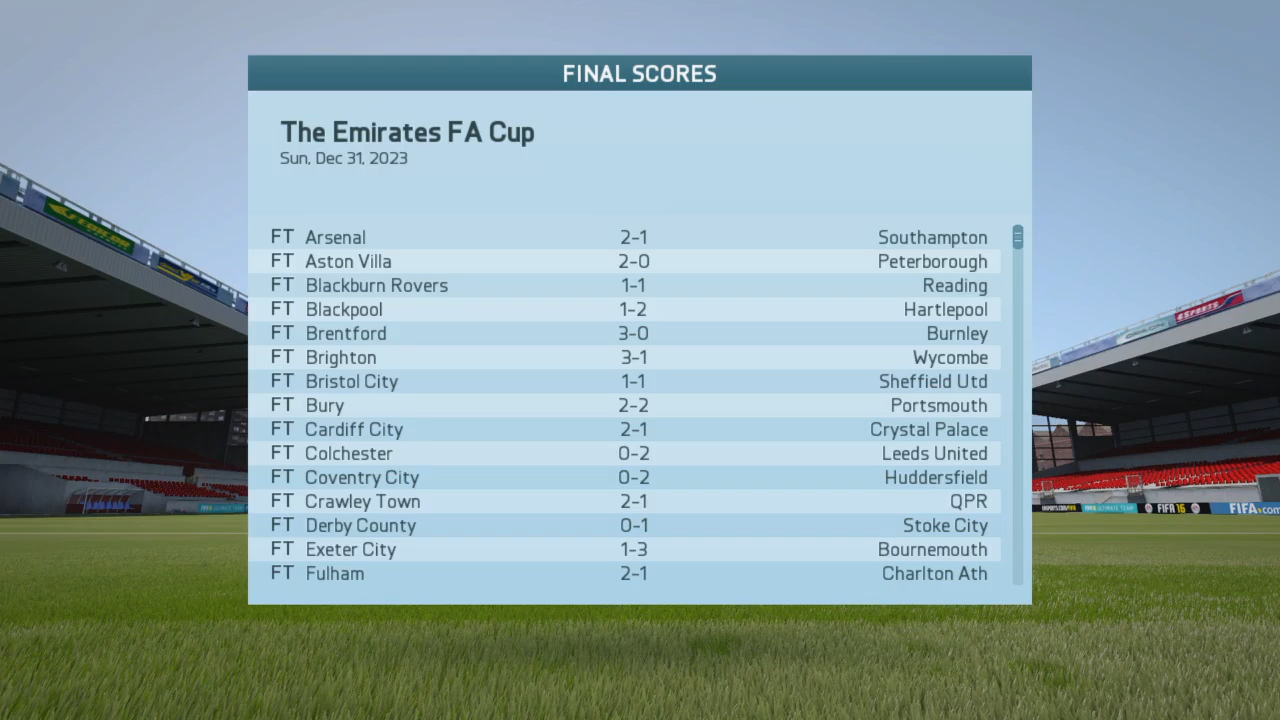 FINAL SCORES
The Emirates FA Cup
Sun, Dec 31, 2023
FT Arsenal 2-1 Southampton
FT Aston Villa 2-0 Peterborough
FT Blackburn Rovers 1-1 Reading
FT Blackpool 1-2 Hartlepool
FT Brentford 3-0 Burnley
FT Brighton 3-1 Wycombe
FT Bristol City 1-1 Sheffield Utd
FT Bury 2-2 Portsmouth
FT Cardiff City 2-1 Crystal Palace
FT Colchester 0-2 Leeds United
FT Coventry City 0-2 Huddersfield
FT Crawley Town 2-1 QPR
FT Derby County 0-1 Stoke City
FT Exeter City 1-3 Bournemouth
FT Fulham 2-1 Charlton Ath
ESPORTS
FIFA 16
FIFA.com